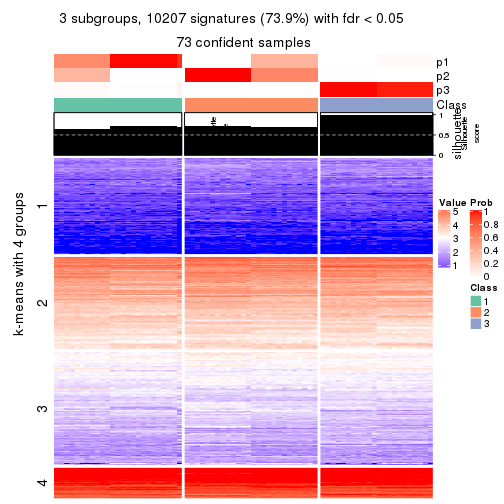 3 subgroups, 10207 signatures (73.9%) with fdr < 0.05
73 confident samples
p1
p2
p3
Class
1
0.5
0
silhouette
Silhouette
score
k-means with 4 groups
1
2
3
4
Value
5
4
3
2
1
Prob
1
0.8
0.6
0.4
0.2
0
Class
1
2
3